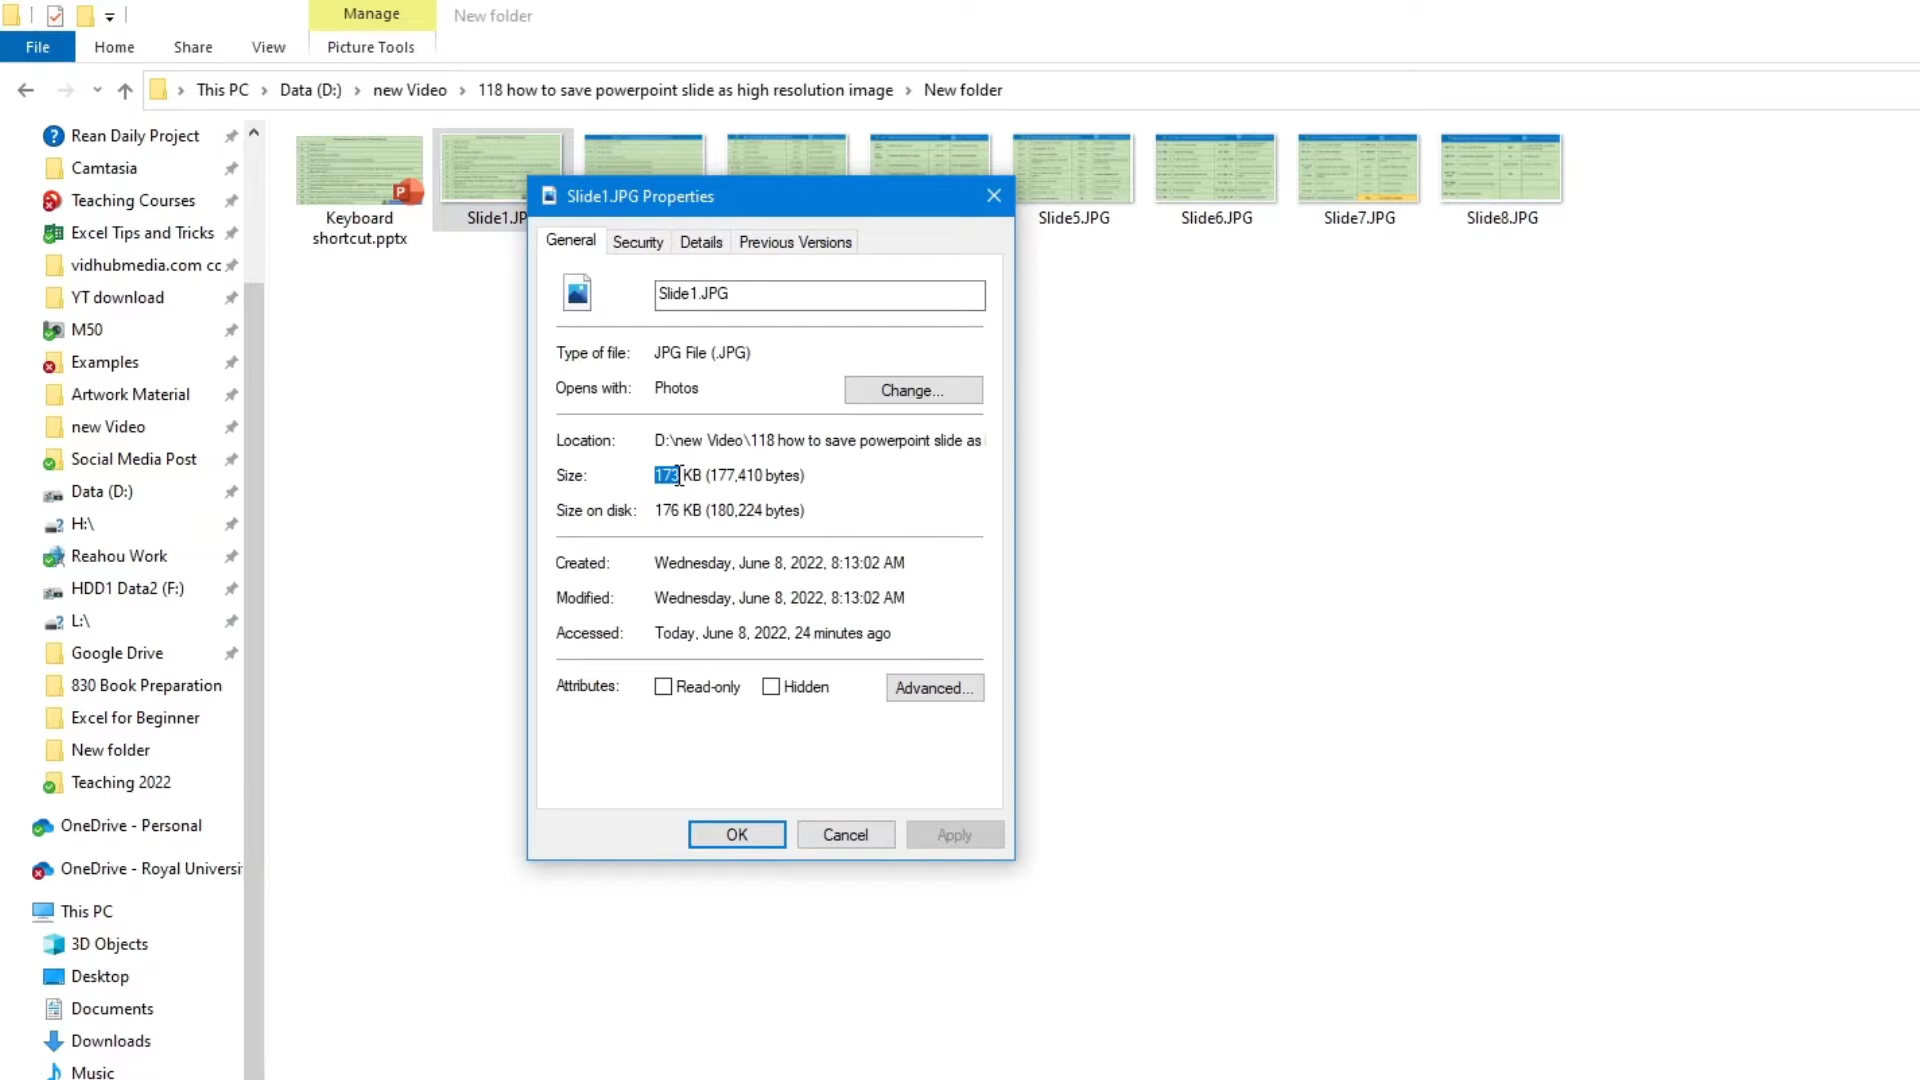 Manage
New folder
File
Home
Share
View
Picture Tools
This PC
Data (D:)
new Video
118 how to save powerpoint slide as high resolution image
New folder
Rean Daily Project
Camtasia
Teaching Courses
Excel Tips and Tricks
vidhubmedia.com cc
YT download
M50
Examples
Artwork Material
new Video
Social Media Post
Data (D:)
H:\
Reahou Work
HDD1 Data2 (F:)
L:\
Google Drive
830 Book Preparation
Excel for Beginner
New folder
Teaching 2022
OneDrive - Personal
OneDrive - Royal Universi
This PC
3D Objects
Desktop
Documents
Downloads
Music
Keyboard
shortcut.pptx
Slide1.JP
Slide5.JPG
Slide6.JPG
Slide7.JPG
Slide8.JPG
Slide1.JPG Properties
General
Security
Details
Previous Versions
Slide1.JPG
Type of file: JPG File (.JPG)
Opens with: Photos
Change...
Location: D:\new Video\118 how to save powerpoint slide as
Size: 173 KB (177,410 bytes)
Size on disk: 176 KB (180,224 bytes)
Created: Wednesday, June 8, 2022, 8:13:02 AM
Modified: Wednesday, June 8, 2022, 8:13:02 AM
Accessed: Today, June 8, 2022, 24 minutes ago
Attributes: Read-only Hidden
Advanced...
OK
Cancel
Apply